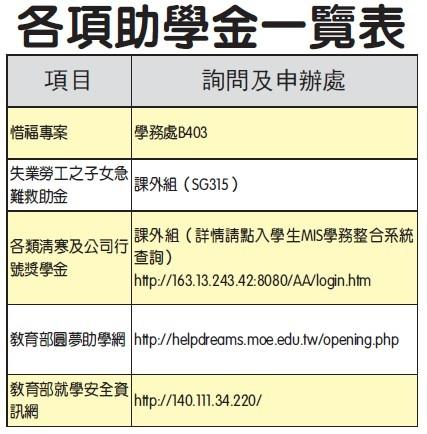 各項助學金一覽表
項目
詢問及申辦處
惜福專案
學務處B403
失業勞工之子女急
難救助金
課外組（SG315）
各類清寒及公司行
號獎學金
課外組（詳情請點入學生MIS學務整合系統
查詢）
http://163.13.243.42:8080/AA/login.htm
教育部圓夢助學網
http://helpdreams.moe.edu.tw/opening.php
教育部就學安全資
訊網
http://140.111.34.220/